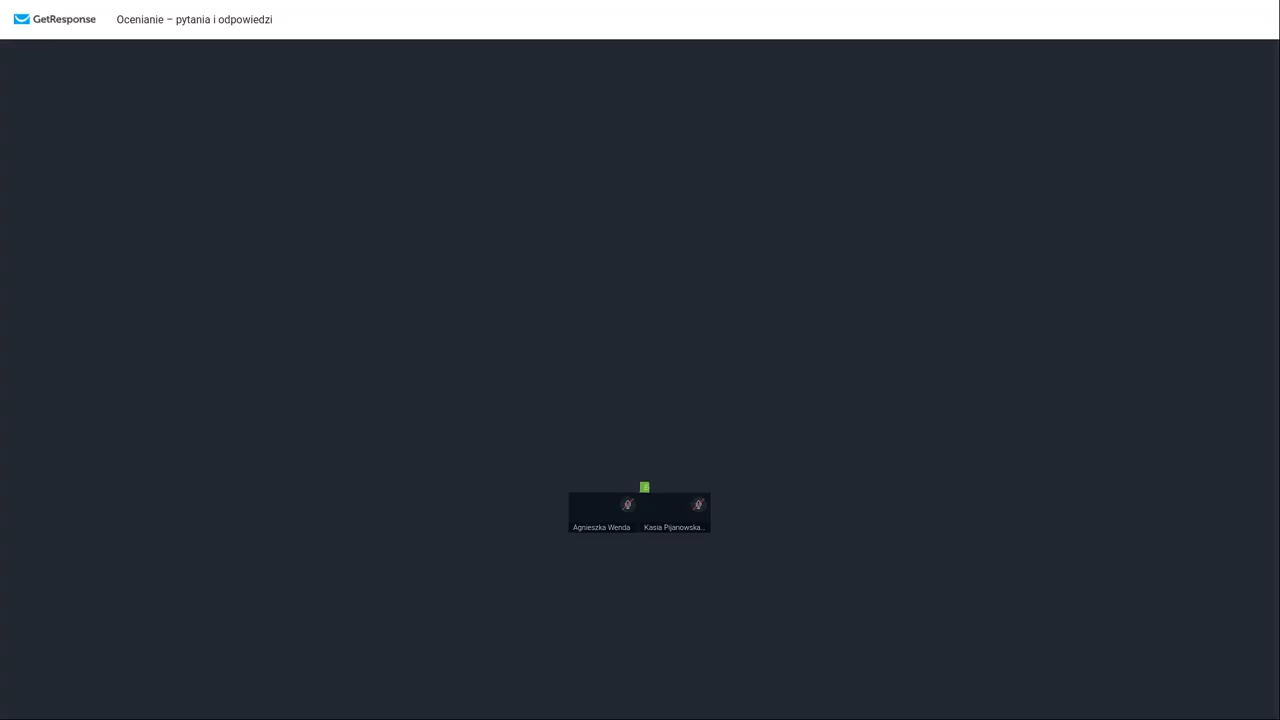 GetResponse Ocenianie – pytania i odpowiedzi
Agnieszka Wenda Kasia Pijanowska...